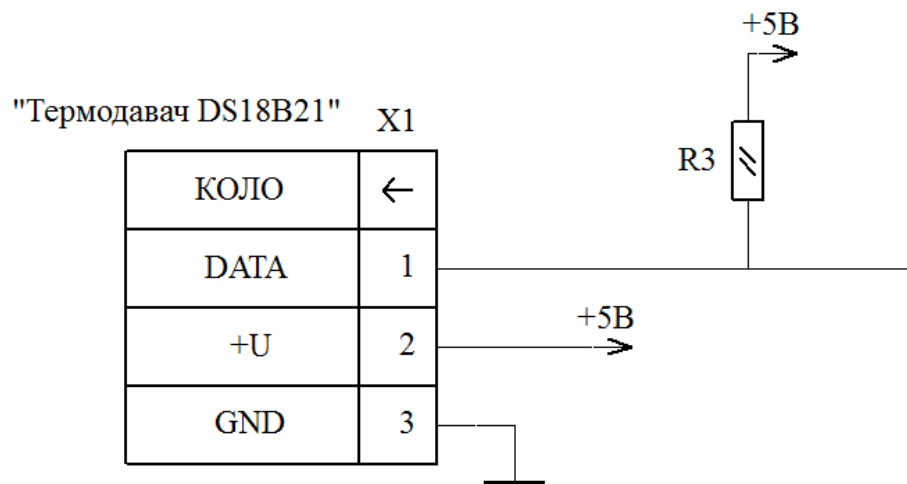 +5В
"Термодавач DS18B21"
X1
R3
КОЛО
←
DATA
1
+U
2
+5В
GND
3